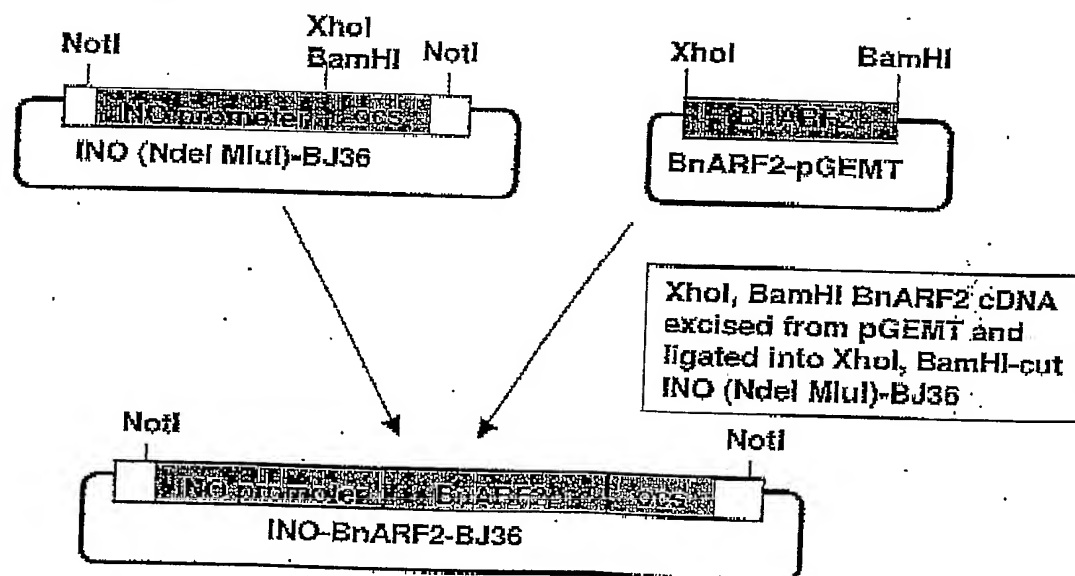 NotI
XhoI
BamHI
NotI
INO promoter
ocs
INO (NdeI MluI)-BJ36
XhoI
BamHI
BnARF2
BnARF2-pGEMT
XhoI, BamHI BnARF2 cDNA
excised from pGEMT and
ligated into XhoI, BamHI-cut
INO (NdeI MluI)-BJ36
NotI
NotI
INO promoter
BnARF2
ocs
INO-BnARF2-BJ36